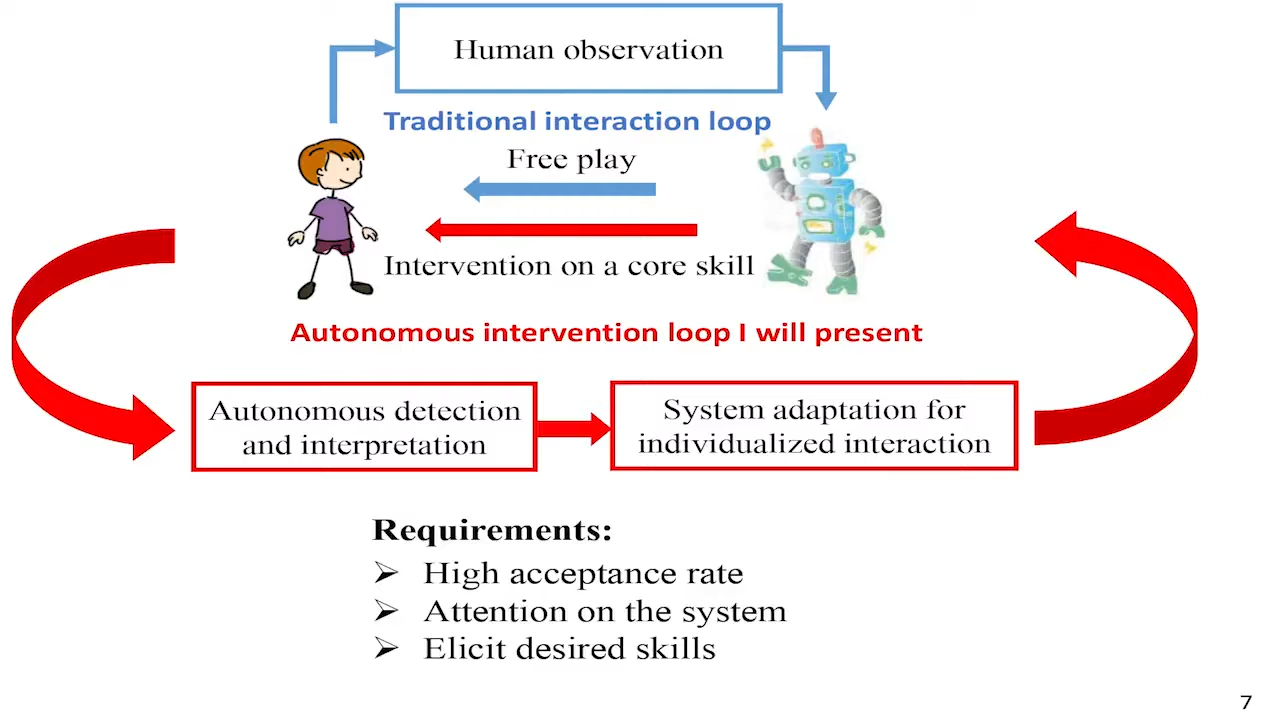 Human observation
Traditional interaction loop
Free play
Intervention on a core skill
Autonomous intervention loop I will present
Autonomous detection
and interpretation
System adaptation for
individualized interaction
Requirements:
➢ High acceptance rate
➢ Attention on the system
➢ Elicit desired skills
7